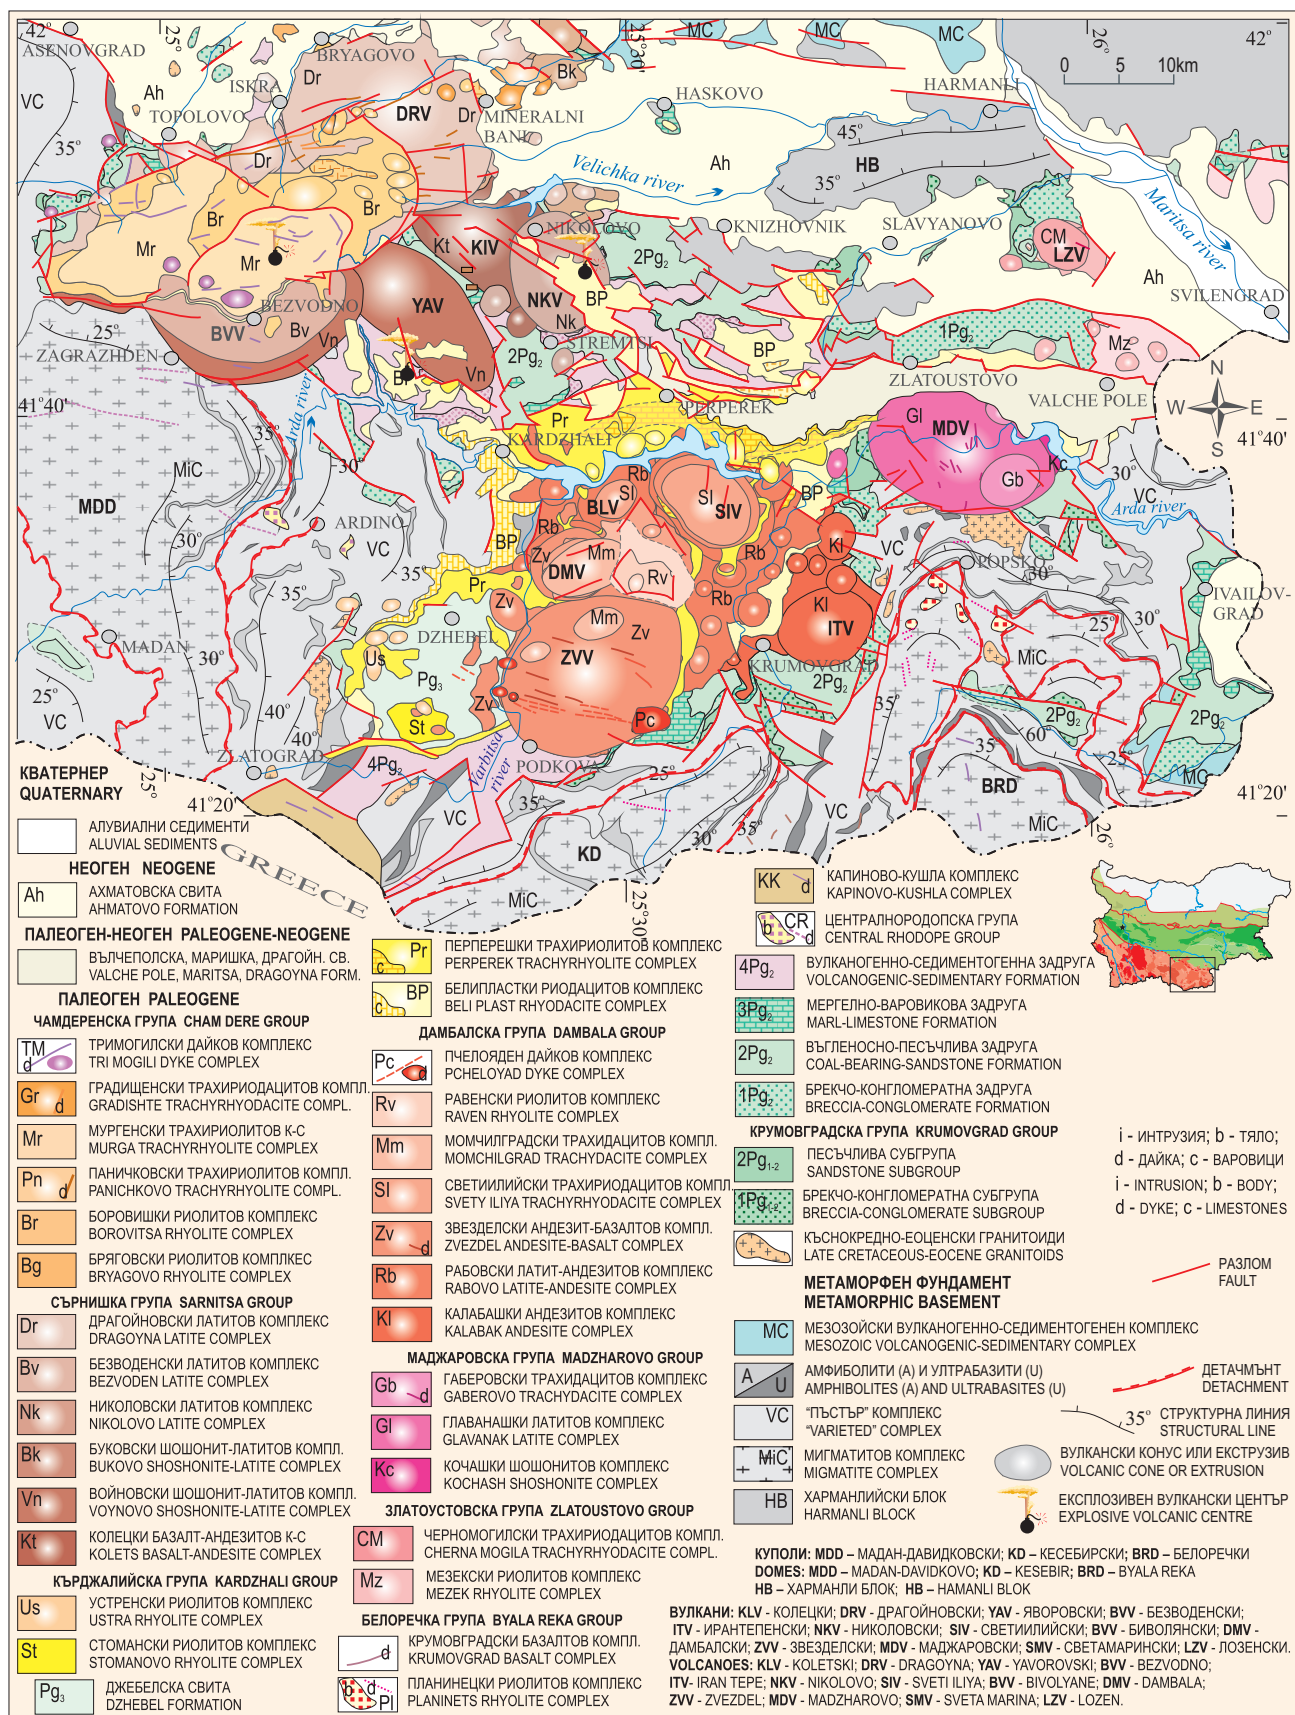 42°
25°
25°30'
26°
42°
ASENOVGRAD
BRYAGOVO
MC
MC
MC
0 5 10km
VC
Ah
ISKRA
Dr
Bk
DRV
Dr
HASKOVO
HARMANLI
TOPOLOVO
MINERALNI
BANI
35°
Dr
45°
HB
35°
Ah
Velichka river
Br
Br
Mr
Mr
NIKOLOVO
KNIZHOVNIK
SLAVYANOVO
CM
LZV
Maritsa river
Kt
KIV
2Pg2
Ah
SVILENGRAD
YAV
NKV
BP
Nk
BEZVODNO
BVV
Bv
Vn
25°
ZAGRAZHDEN
STREMTSI
2Pg2
BP
1Pg2
Mz
BP
Vn
ZLATOUSTOVO
VALCHE POLE
N
W
E
S
41°40'
41°40'
Arda river
PERPEREK
Pr
KARDZHALI
Gl
MDV
Gb
Kc
35°
30°
MiC
MDD
30°
ARDINO
VC
35°
35°
Rb
Sl
BLV
Sl
SIV
BP
BP
Rb
Zv
Mm
DMV
Rv
Rb
Kl
Rb
Kl
ITV
VC
30°
VC
Arda river
POPSKO
30°
IVAILOV-
GRAD
Pr
Zv
DZHEBEL
Mm
Zv
ZVV
KRUMOVGRAD
2Pg2
25°
30°
MiC
MADAN
30°
25°
VC
Us
Pg3
St
Zv
Pc
35°
2Pg2
60°
35°
25°
2Pg2
MC
40°
40°
ZLATOGRAD
4Pg2
Varbitsa
river
PODKOVA
25°
BRD
41°20'
41°20'
25°
35°
VC
30°
35°
VC
MiC
26°
KD
MiC
25°30'
GREECE
КВАТЕРНЕР
QUATERNARY
АЛУВИАЛНИ СЕДИМЕНТИ
ALUVIAL SEDIMENTS
НЕОГЕН NEOGENE
Ah
АХМАТОВСКА СВИТА
AHMATOVO FORMATION
ПАЛЕОГЕН-НЕОГЕН PALEOGENE-NEOGENE
ВЪЛЧЕПОЛСКА, МАРИШКА, ДРАГОЙН. СВ.
VALCHE POLE, MARITSA, DRAGOYNA FORM.
ПАЛЕОГЕН PALEOGENE
ЧАМДЕРЕНСКА ГРУПА CHAM DERE GROUP
TM
d
ТРИМОГИЛСКИ ДАЙКОВ КОМПЛЕКС
TRI MOGILI DYKE COMPLEX
Gr d
ГРАДИЩЕНСКИ ТРАХИРИОДАЦИТОВ КОМПЛ.
GRADISHTE TRACHYRHYODACITE COMPL.
Mr
МУРГЕНСКИ ТРАХИРИОЛИТОВ К-С
MURGA TRACHYRHYOLITE COMPLEX
Pn d
ПАНИЧКОВСКИ ТРАХИРИОЛИТОВ КОМПЛ.
PANICHKOVO TRACHYRHYOLITE COMPL.
Br
БОРОВИШКИ РИОЛИТОВ КОМПЛЕКС
BOROVITSA RHYOLITE COMPLEX
Bg
БРЯГОВСКИ РИОЛИТОВ КОМПЛКЕС
BRYAGOVO RHYOLITE COMPLEX
СЪРНИШКА ГРУПА SARNITSA GROUP
Dr
ДРАГОЙНОВСКИ ЛАТИТОВ КОМПЛЕКС
DRAGOYNA LATITE COMPLEX
Bv
БЕЗВОДЕНСКИ ЛАТИТОВ КОМПЛЕКС
BEZVODEN LATITE COMPLEX
Nk
НИКОЛОВСКИ ЛАТИТОВ КОМПЛЕКС
NIKOLOVO LATITE COMPLEX
Bk
БУКОВСКИ ШОШОНИТ-ЛАТИТОВ КОМПЛ.
BUKOVO SHOSHONITE-LATITE COMPLEX
Vn
ВОЙНОВСКИ ШОШОНИТ-ЛАТИТОВ КОМПЛ.
VOYNOVO SHOSHONITE-LATITE COMPLEX
Kt
КОЛЕЦКИ БАЗАЛТ-АНДЕЗИТОВ К-С
KOLETS BASALT-ANDESITE COMPLEX
КЪРДЖАЛИЙСКА ГРУПА KARDZHALI GROUP
Us
УСТРЕНСКИ РИОЛИТОВ КОМПЛЕКС
USTRA RHYOLITE COMPLEX
St
СТОМАНСКИ РИОЛИТОВ КОМПЛЕКС
STOMANOVO RHYOLITE COMPLEX
Pg3
ДЖЕБЕЛСКА СВИТА
DZHEBEL FORMATION
Pr
c
ПЕРПЕРЕШКИ ТРАХИРИОЛИТОВ КОМПЛЕКС
PERPEREK TRACHYRHYOLITE COMPLEX
BP
c
БЕЛИПЛАСТКИ РИОДАЦИТОВ КОМПЛЕКС
BELI PLAST RHYODACITE COMPLEX
ДАМБАЛСКА ГРУПА DAMBALA GROUP
Pc
d
ПЧЕЛОЯДЕН ДАЙКОВ КОМПЛЕКС
PCHELOYAD DYKE COMPLEX
Rv
РАВЕНСКИ РИОЛИТОВ КОМПЛЕКС
RAVEN RHYOLITE COMPLEX
Mm
МОМЧИЛГРАДСКИ ТРАХИДАЦИТОВ КОМПЛ.
MOMCHILGRAD TRACHYDACITE COMPLEX
Sl
СВЕТИИЛИЙСКИ ТРАХИРИОДАЦИТОВ КОМПЛ.
SVETY ILIYA TRACHYRHYODACITE COMPLEX
Zv d
ЗВЕЗДЕЛСКИ АНДЕЗИТ-БАЗАЛТОВ КОМПЛ.
ZVEZDEL ANDESITE-BASALT COMPLEX
Rb
РАБОВСКИ ЛАТИТ-АНДЕЗИТОВ КОМПЛЕКС
RABOVO LATITE-ANDESITE COMPLEX
Kl
КАЛАБАШКИ АНДЕЗИТОВ КОМПЛЕКС
KALABAK ANDESITE COMPLEX
МАДЖАРОВСКА ГРУПА MADZHAROVO GROUP
Gb d
ГАБЕРОВСКИ ТРАХИДАЦИТОВ КОМПЛЕКС
GABEROVO TRACHYDACITE COMPLEX
Gl
ГЛАВАНАШКИ ЛАТИТОВ КОМПЛЕКС
GLAVANAK LATITE COMPLEX
Kc
КОЧАШКИ ШОШОНИТОВ КОМПЛЕКС
KOCHASH SHOSHONITE COMPLEX
ЗЛАТОУСТОВСКА ГРУПА ZLATOUSTOVO GROUP
CM
ЧЕРНОМОГИЛСКИ ТРАХИРИОДАЦИТОВ КОМПЛ.
CHERNA MOGILA TRACHYRHYODACITE COMPL.
Mz
МЕЗЕКСКИ РИОЛИТОВ КОМПЛЕКС
MEZEK RHYOLITE COMPLEX
БЕЛОРЕЧКА ГРУПА BYALA REKA GROUP
d
КРУМОВГРАДСКИ БАЗАЛТОВ КОМПЛ.
KRUMOVGRAD BASALT COMPLEX
b d
Pl
ПЛАНИНЕЦКИ РИОЛИТОВ КОМПЛЕКС
PLANINETS RHYOLITE COMPLEX
KK d
КАПИНОВО-КУШЛА КОМПЛЕКС
KAPINOVO-KUSHLA COMPLEX
CR
b d
ЦЕНТРАЛНОРОДОПСКА ГРУПА
CENTRAL RHODOPE GROUP
4Pg2
ВУЛКАНОГЕННО-СЕДИМЕНТОГЕННА ЗАДРУГА
VOLCANOGENIC-SEDIMENTARY FORMATION
3Pg2
МЕРГЕЛНО-ВАРОВИКОВА ЗАДРУГА
MARL-LIMESTONE FORMATION
2Pg2
ВЪГЛЕНОСНО-ПЕСЪЧЛИВА ЗАДРУГА
COAL-BEARING-SANDSTONE FORMATION
1Pg2
БРЕКЧО-КОНГЛОМЕРАТНА ЗАДРУГА
BRECCIA-CONGLOMERATE FORMATION
КРУМОВГРАДСКА ГРУПА KRUMOVGRAD GROUP
2Pg1-2
ПЕСЪЧЛИВА СУБГРУПА
SANDSTONE SUBGROUP
1Pg1-2
БРЕКЧО-КОНГЛОМЕРАТНА СУБГРУПА
BRECCIA-CONGLOMERATE SUBGROUP
КЪСНОКРЕДНО-ЕОЦЕНСКИ ГРАНИТОИДИ
LATE CRETACEOUS-EOCENE GRANITOIDS
МЕТАМОРФЕН ФУНДАМЕНТ
METAMORPHIC BASEMENT
MC
МЕЗОЗОЙСКИ ВУЛКАНОГЕННО-СЕДИМЕНТОГЕНЕН КОМПЛЕКС
MESOZOIC VOLCANOGENIC-SEDIMENTARY COMPLEX
A
U
АМФИБОЛИТИ (A) И УЛТРАБАЗИТИ (U)
AMPHIBOLITES (A) AND ULTRABASITES (U)
VC
“ПЪСТЪР” КОМПЛЕКС
“VARIETED” COMPLEX
MiC
МИГМАТИТОВ КОМПЛЕКС
MIGMATITE COMPLEX
HB
ХАРМАНЛИЙСКИ БЛОК
HARMANLI BLOCK
i - ИНТРУЗИЯ; b - ТЯЛО;
d - ДАЙКА; c - ВАРОВИЦИ
i - INTRUSION; b - BODY;
d - DYKE; c - LIMESTONES
РАЗЛОМ
FAULT
ДЕТАЧМЪНТ
DETACHMENT
35°
СТРУКТУРНА ЛИНИЯ
STRUCTURAL LINE
ВУЛКАНСКИ КОНУС ИЛИ ЕКСТРУЗИВ
VOLCANIC CONE OR EXTRUSION
ЕКСПЛОЗИВЕН ВУЛКАНСКИ ЦЕНТЪР
EXPLOSIVE VOLCANIC CENTRE
КУПОЛИ: MDD – МАДАН-ДАВИДКОВСКИ; KD – КЕСЕБИРСКИ; BRD – БЕЛОРЕЧКИ
DOMES: MDD – MADAN-DAVIDKOVO; KD – KESEBIR; BRD – BYALA REKA
HB – ХАРМАНЛИ БЛОК; HB – HAMANLI BLOK
ВУЛКАНИ: KLV - КОЛЕЦКИ; DRV - ДРАГОЙНОВСКИ; YAV - ЯВОРОВСКИ; BVV - БЕЗВОДЕНСКИ;
ITV - ИРАНТЕПЕНСКИ; NKV - НИКОЛОВСКИ; SIV - СВЕТИИЛИЙСКИ; BVV - БИВОЛЯНСКИ; DMV -
ДАМБАЛСКИ; ZVV - ЗВЕЗДЕЛСКИ; MDV - МАДЖАРОВСКИ; SMV - СВЕТАМАРИНСКИ; LZV - ЛОЗЕНСКИ.
VOLCANOES: KLV - KOLETSKI; DRV - DRAGOYNA; YAV - YAVOROVSKI; BVV - BEZVODNO;
ITV- IRAN TEPE; NKV - NIKOLOVO; SIV - SVETI ILIYA; BVV - BIVOLYANE; DMV - DAMBALA;
ZVV - ZVEZDEL; MDV - MADZHAROVO; SMV - SVETA MARINA; LZV - LOZEN.